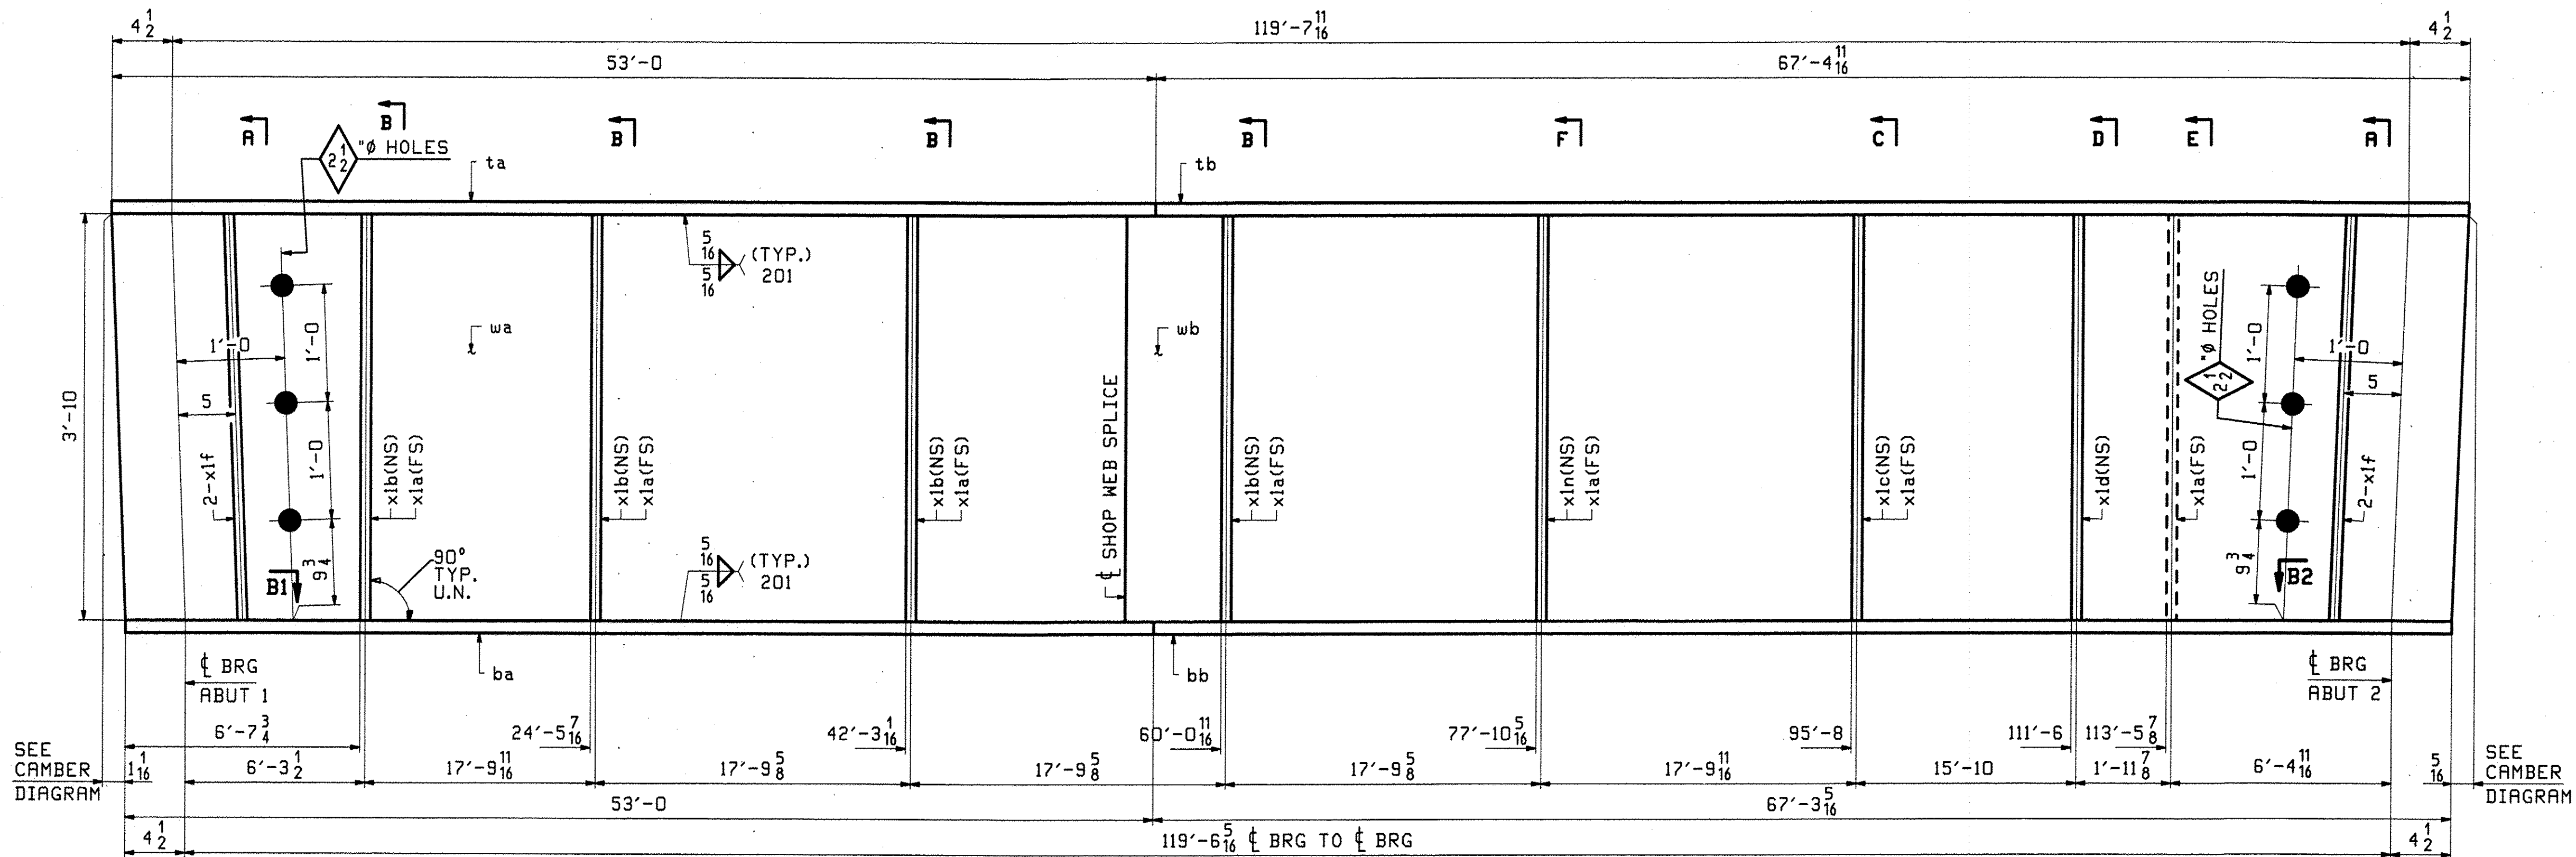 4 1/2
119'-7 11/16
4 1/2
53'-0
67'-4 11/16
A
B
B
B
B
F
C
D
E
A
2 1/2 "Ø HOLES
ta
tb
5/16
5/16
(TYP.)
201
wa
wb
1'-0
1'-0
5
3'-10
2-x1f
1'-0
9 3/4
B1
90°
TYP.
U.N.
x1b(NS)
x1a(FS)
x1b(NS)
x1a(FS)
5/16
5/16
(TYP.)
201
x1b(NS)
x1a(FS)
℄ SHOP WEB SPLICE
x1b(NS)
x1a(FS)
x1n(NS)
x1a(FS)
x1c(NS)
x1a(FS)
x1d(NS)
x1a(FS)
2 1/2 "Ø HOLES
1'-0
1'-0
5
1'-0
9 3/4
2-x1f
B2
ba
bb
℄ BRG
ABUT 1
℄ BRG
ABUT 2
6'-7 3/4
24'-5 7/16
42'-3 1/16
60'-0 11/16
77'-10 5/16
95'-8
111'-6
113'-5 7/8
SEE
CAMBER
DIAGRAM
1 1/16
6'-3 1/2
17'-9 11/16
17'-9 5/8
17'-9 5/8
17'-9 5/8
17'-9 11/16
15'-10
1'-11 7/8
6'-4 11/16
5/16
SEE
CAMBER
DIAGRAM
53'-0
67'-3 5/16
4 1/2
119'-6 5/16 ℄ BRG TO ℄ BRG
4 1/2